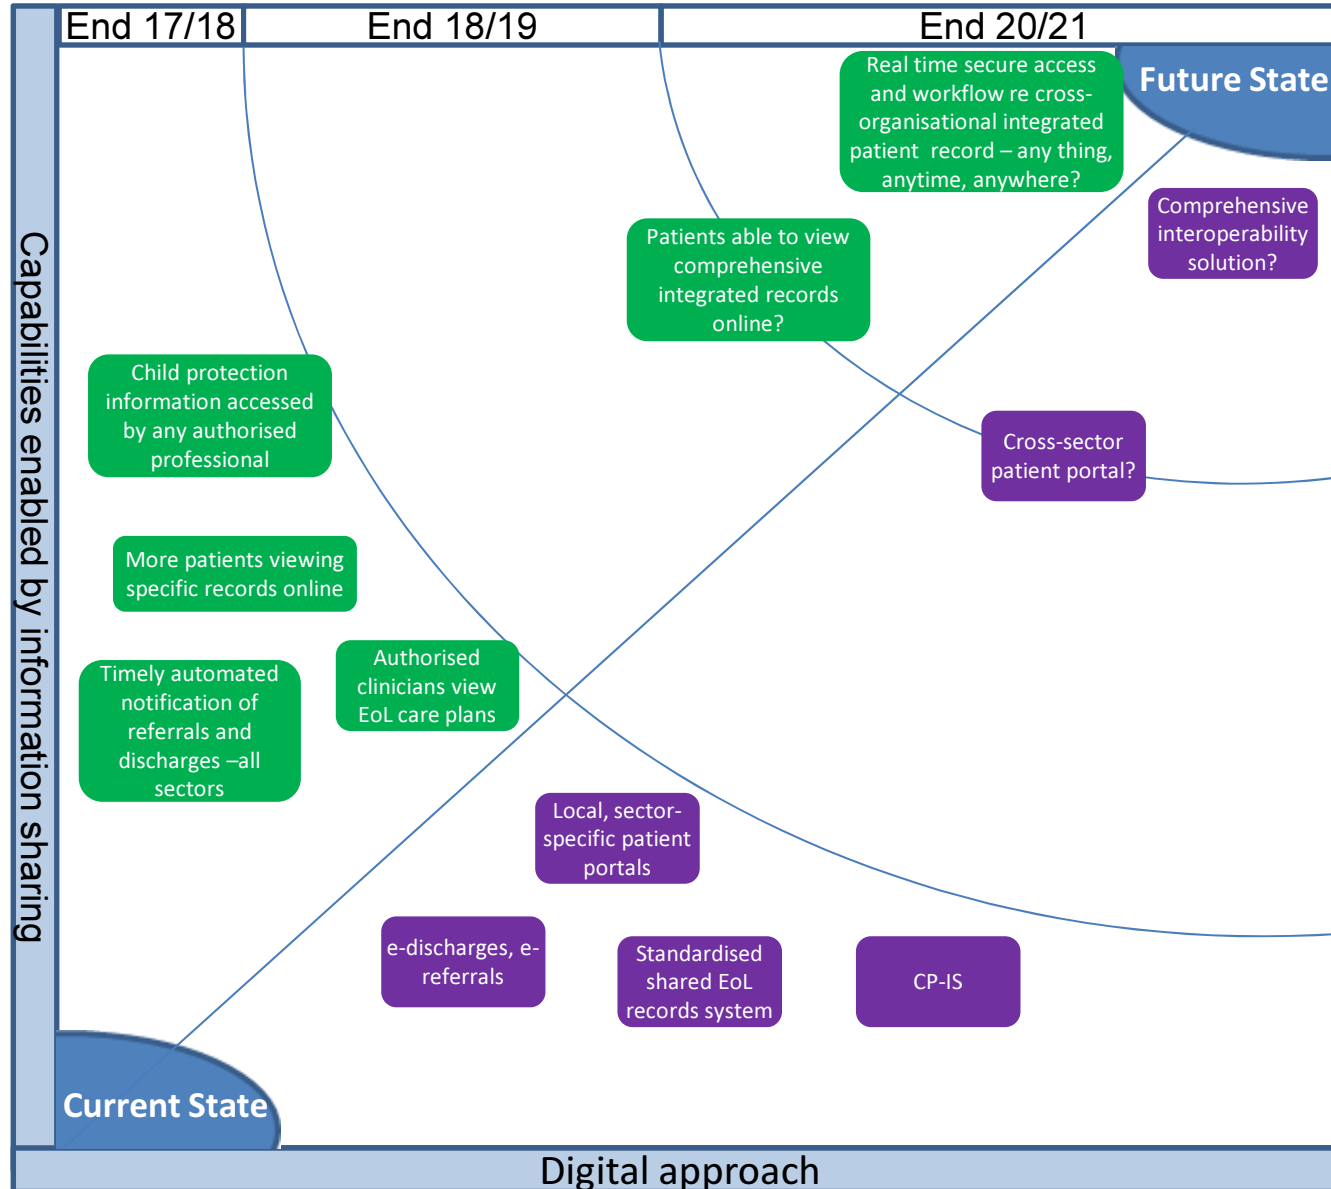 End 17/18
End 18/19
End 20/21
Future State
Real time secure access
and workflow re cross-
organisational integrated
patient record – any thing,
anytime, anywhere?
Comprehensive
interoperability
solution?
Patients able to view
comprehensive
integrated records
online?
Capabilities enabled by information sharing
Child protection
information accessed
by any authorised
professional
Cross-sector
patient portal?
More patients viewing
specific records online
Authorised
clinicians view
EoL care plans
Timely automated
notification of
referrals and
discharges –all
sectors
Local, sector-
specific patient
portals
e-discharges, e-
referrals
Standardised
shared EoL
records system
CP-IS
Current State
Digital approach